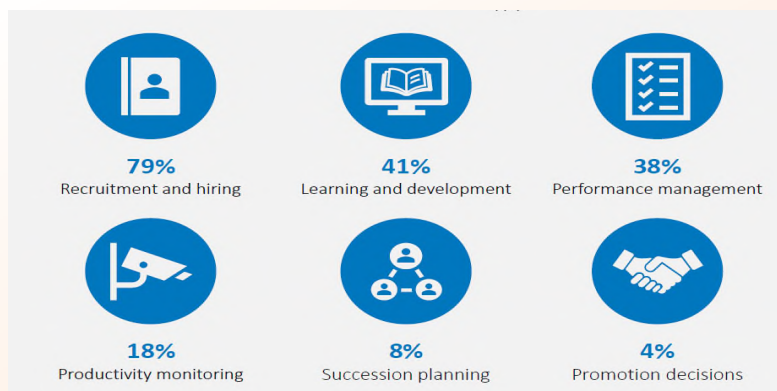 79%
Recruitment and hiring
41%
Learning and development
38%
Performance management
18%
Productivity monitoring
8%
Succession planning
4%
Promotion decisions